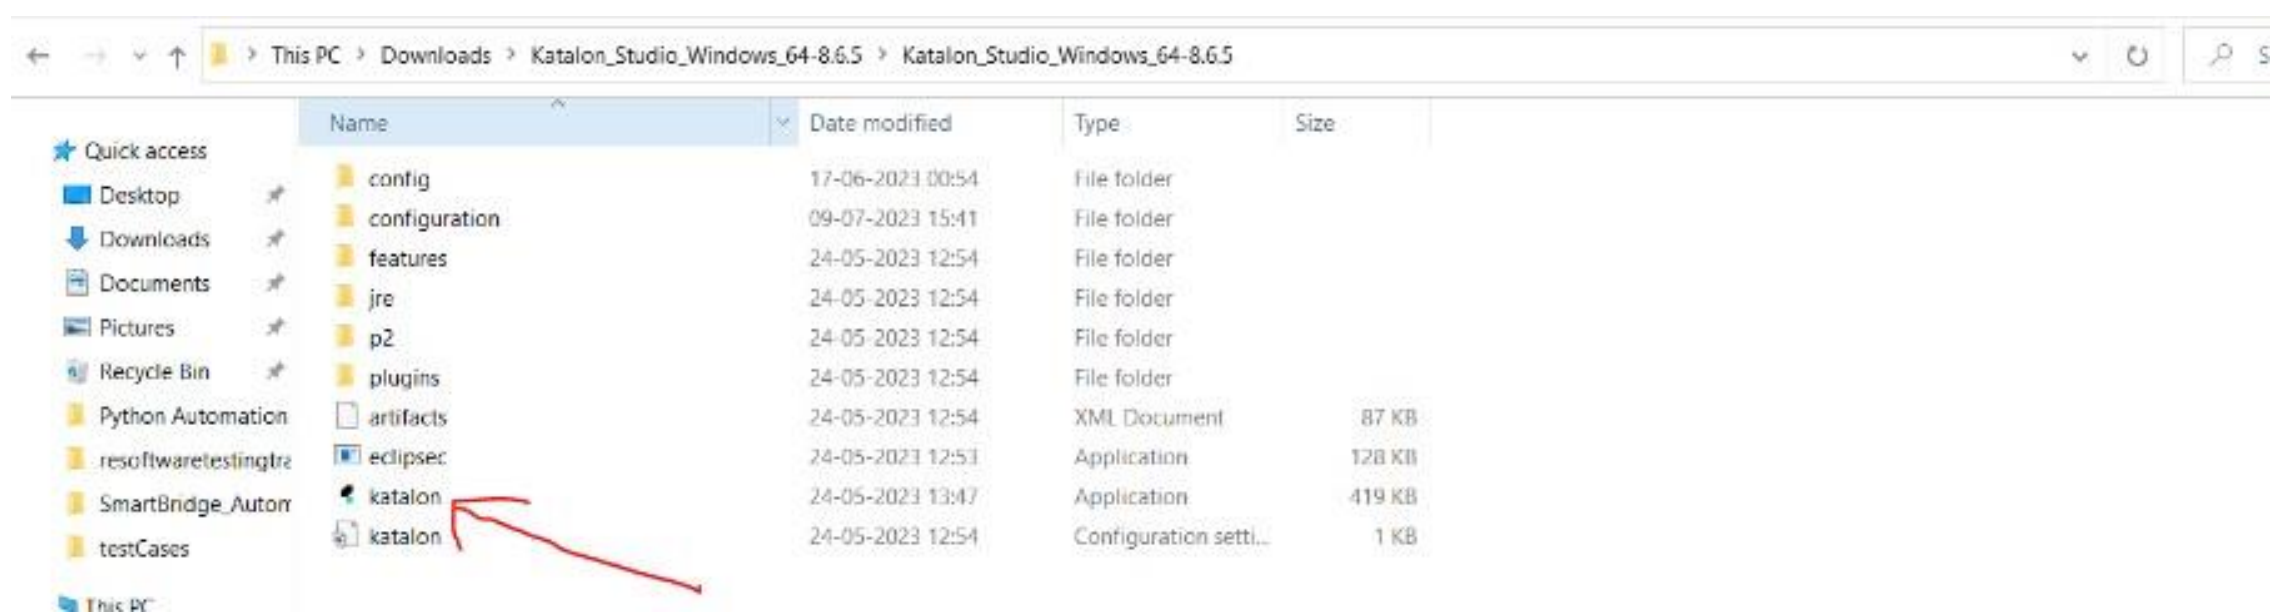 This PC > Downloads > Katalon_Studio_Windows_64-8.6.5 > Katalon_Studio_Windows_64-8.6.5 S
Name Date modified Type Size
Quick access
Desktop
Downloads
Documents
Pictures
Recycle Bin
Python Automation
resoftwaretestingtra
SmartBridge_Autom
testCases
This PC
config 17-06-2023 00:54 File folder
configuration 09-07-2023 15:41 File folder
features 24-05-2023 12:54 File folder
jre 24-05-2023 12:54 File folder
p2 24-05-2023 12:54 File folder
plugins 24-05-2023 12:54 File folder
artifacts 24-05-2023 12:54 XML Document 87 KB
eclipsec 24-05-2023 12:53 Application 128 KB
katalon 24-05-2023 13:47 Application 419 KB
katalon 24-05-2023 12:54 Configuration setti... 1 KB